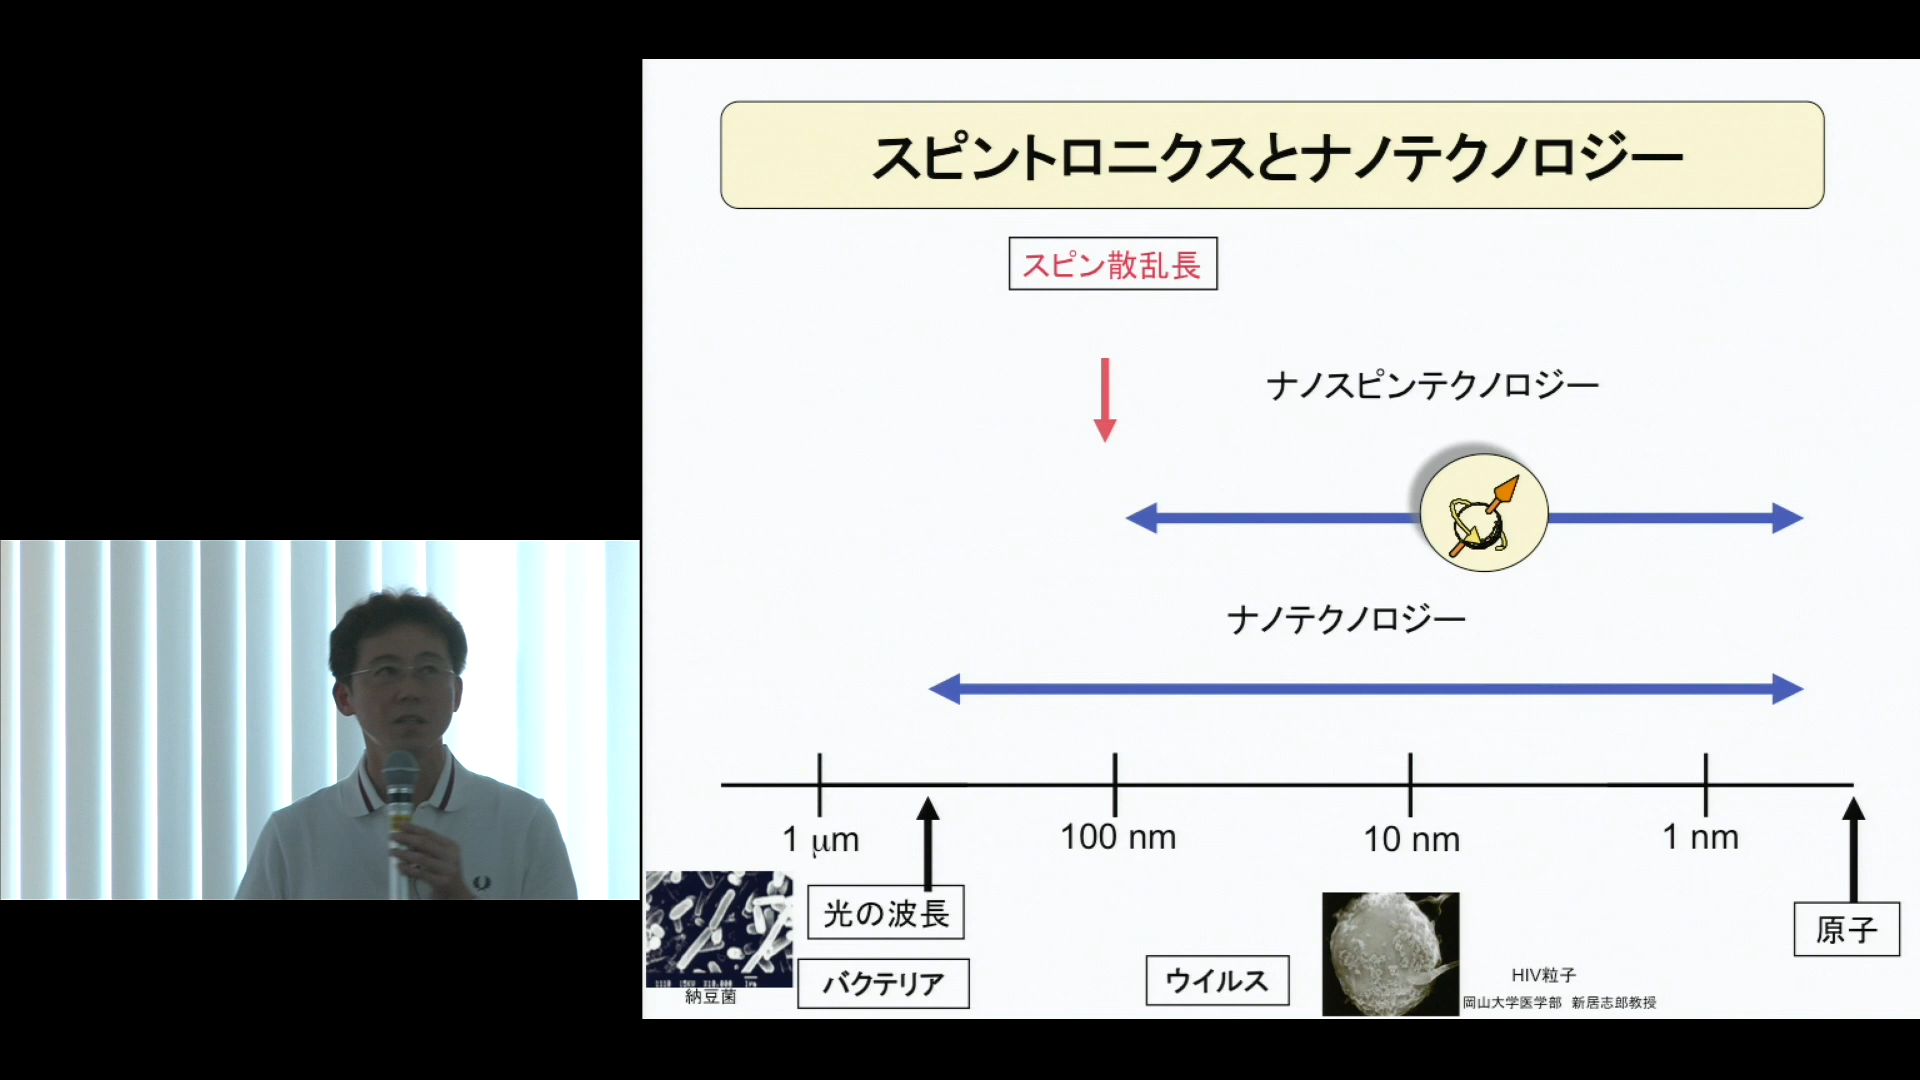 スピントロニクスとナノテクノロジー
スピン散乱長
ナノスピンテクノロジー
ナノテクノロジー
1 μm
100 nm
10 nm
1 nm
光の波長
原子
バクテリア
ウイルス
納豆菌
HIV粒子
岡山大学医学部 新居志郎教授